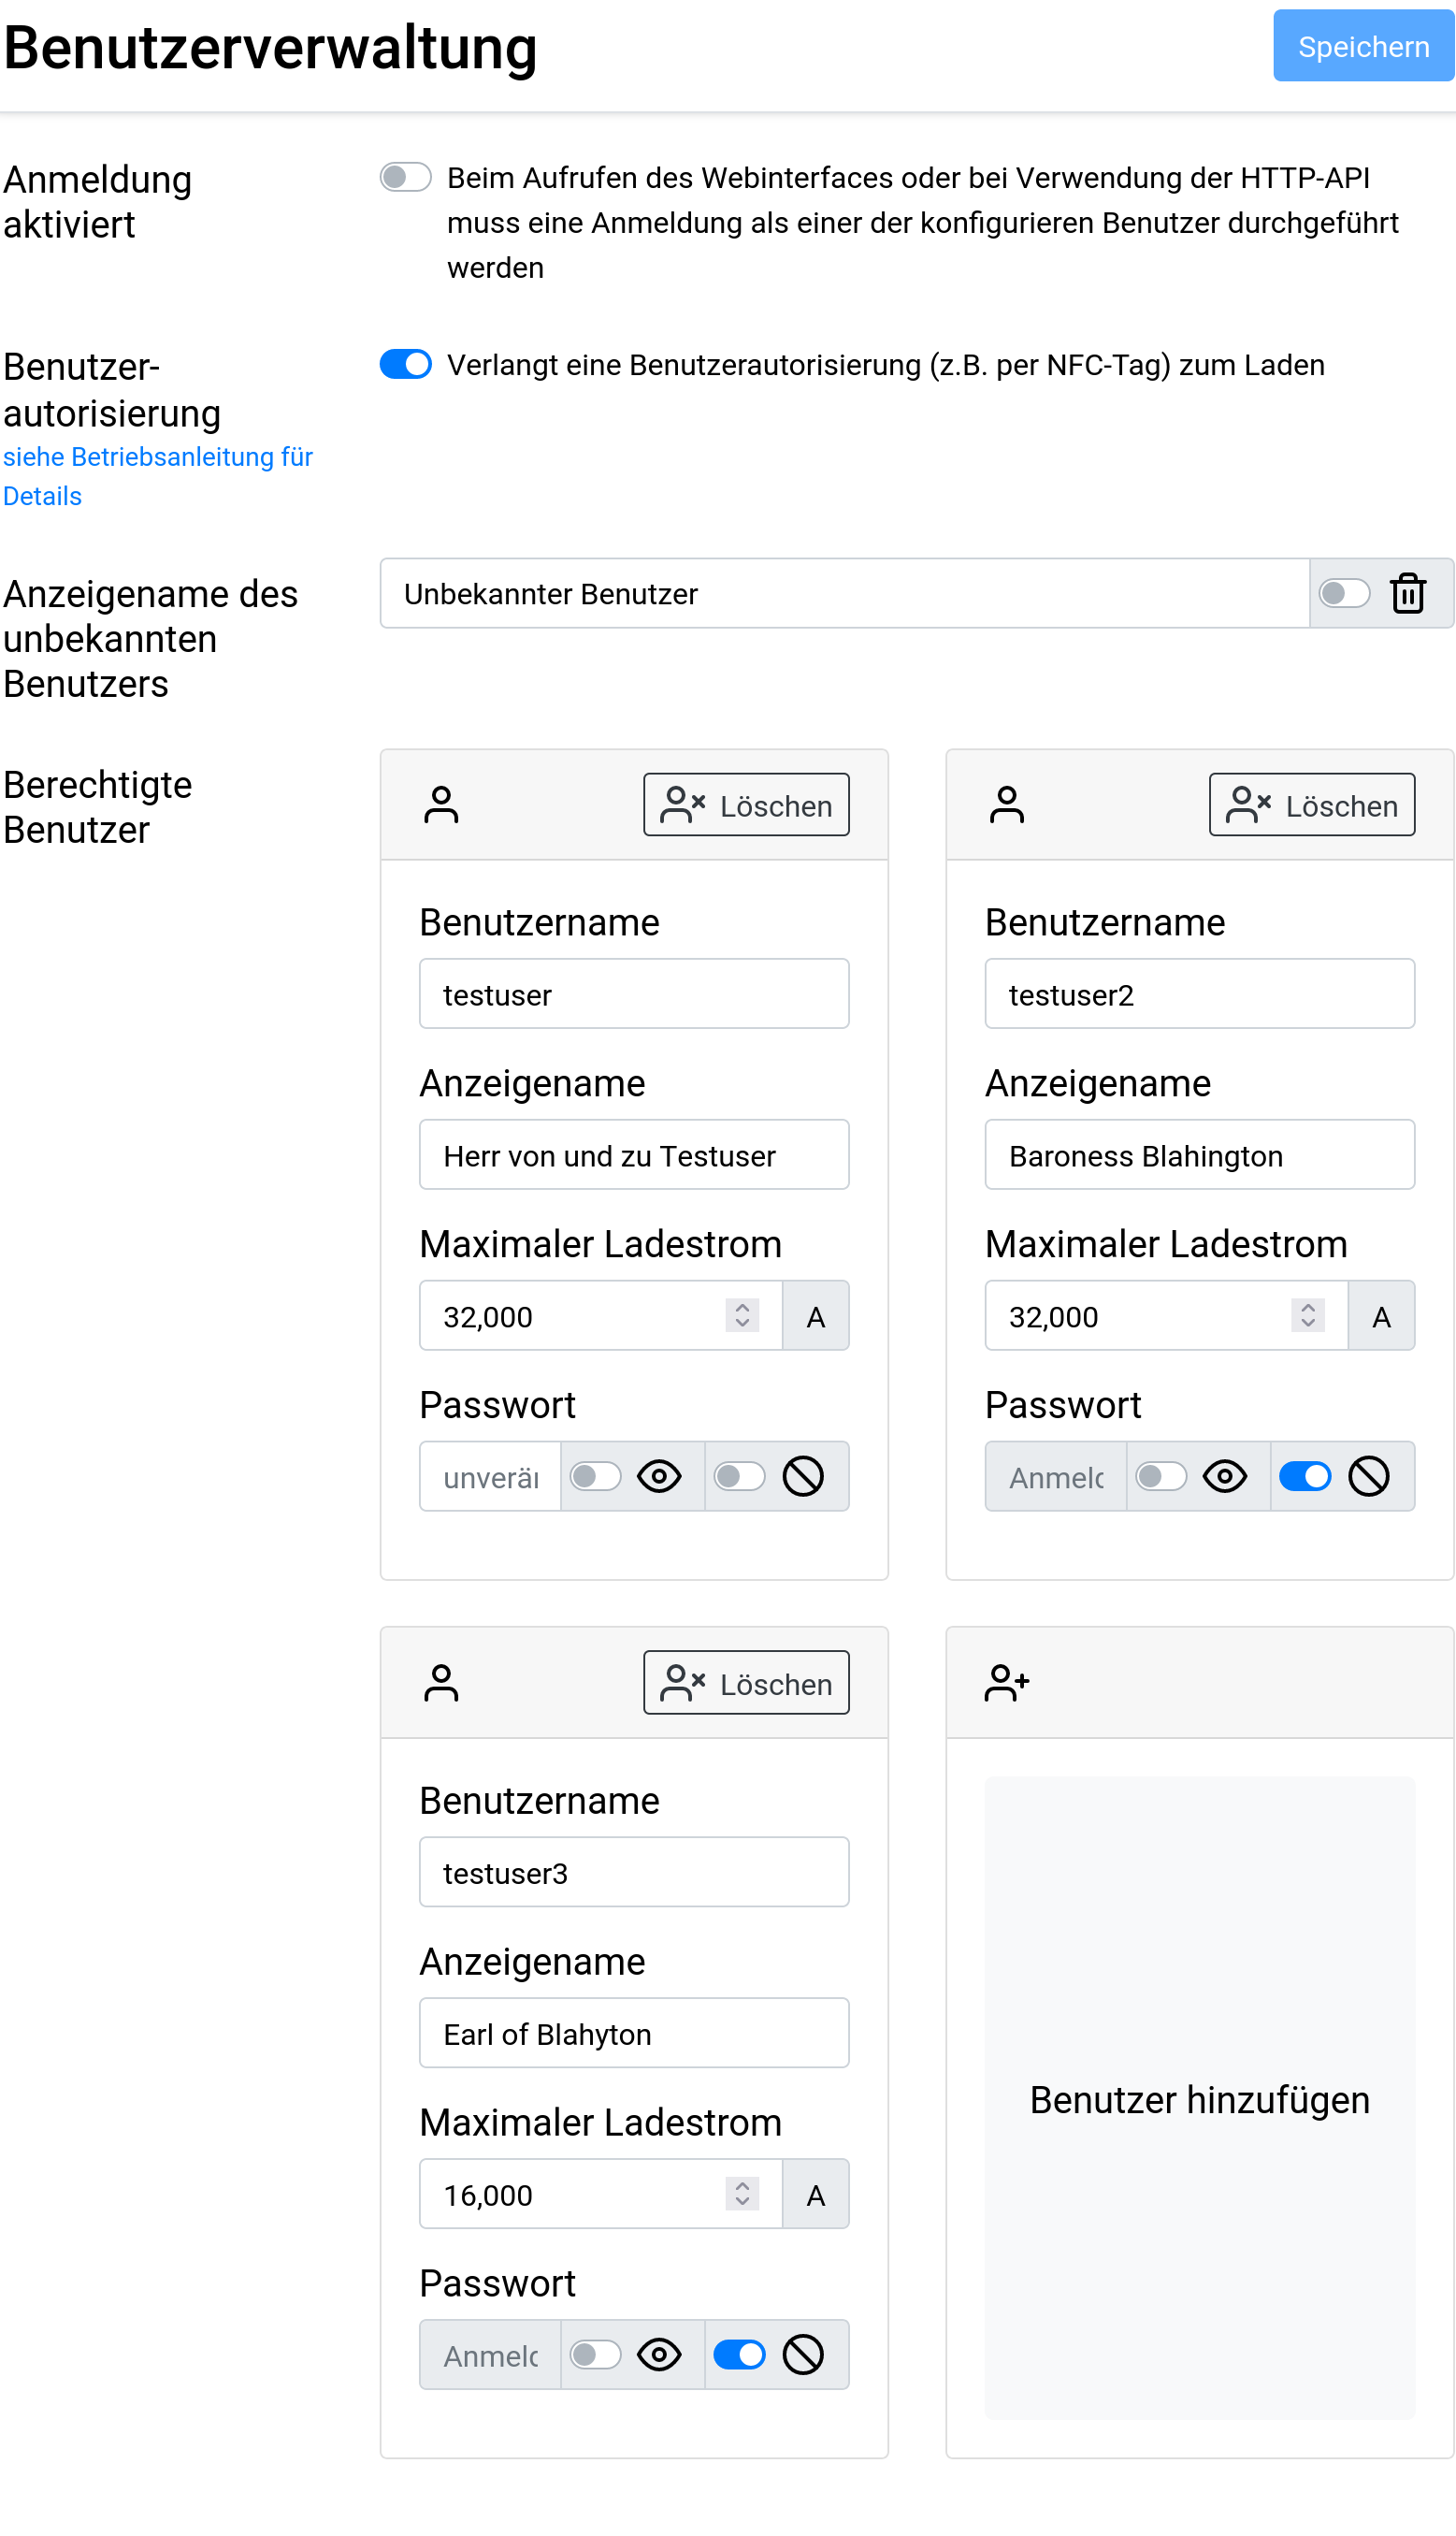 Benutzerverwaltung
Speichern
Anmeldung
aktiviert
Beim Aufrufen des Webinterfaces oder bei Verwendung der HTTP-API
muss eine Anmeldung als einer der konfigurieren Benutzer durchgeführt
werden
Benutzer-
autorisierung
siehe Betriebsanleitung für
Details
Verlangt eine Benutzerautorisierung (z.B. per NFC-Tag) zum Laden
Anzeigename des
unbekannten
Benutzers
Unbekannter Benutzer
Berechtigte
Benutzer
Löschen
Benutzername
testuser
Anzeigename
Herr von und zu Testuser
Maximaler Ladestrom
32,000 A
Passwort
Löschen
Benutzername
testuser2
Anzeigename
Baroness Blahington
Maximaler Ladestrom
32,000 A
Passwort
Löschen
Benutzername
testuser3
Anzeigename
Earl of Blahyton
Maximaler Ladestrom
16,000 A
Passwort
Benutzer hinzufügen